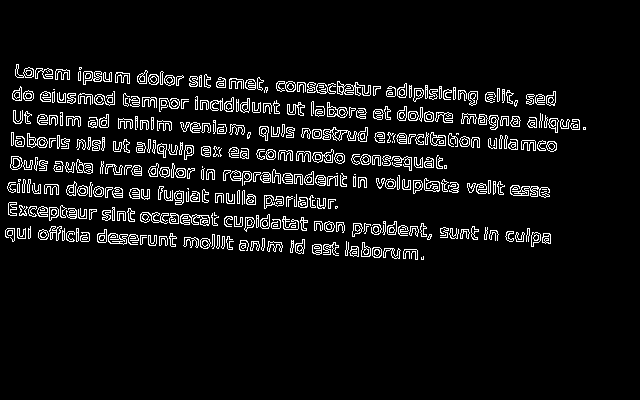 Lorem ipsum dolor sit amet, consectetur adipisicing elit, sed
do eiusmod tempor incididunt ut labore et dolore magna aliqua.
Ut enim ad minim veniam, quis nostrud exercitation ullamco
laboris nisi ut aliquip ex ea commodo consequat.
Duis aute irure dolor in reprehenderit in voluptate velit esse
cillum dolore eu fugiat nulla pariatur.
Excepteur sint occaecat cupidatat non proident, sunt in culpa
qui officia deserunt mollit anim id est laborum.